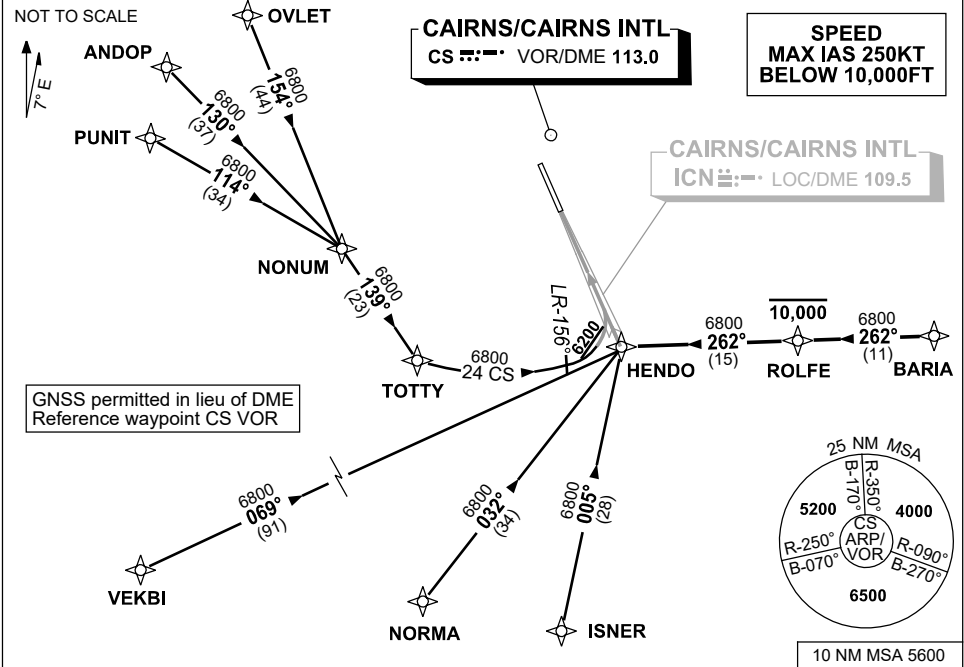 NOT TO SCALE
7° E
OVLET
ANDOP
PUNIT
6800
154°
(44)
6800
130°
(37)
6800
114°
(34)
NONUM
6800
139°
(23)
TOTTY
6800
24 CS
CAIRNS/CAIRNS INTL
CS VOR/DME 113.0
SPEED
MAX IAS 250KT
BELOW 10,000FT
CAIRNS/CAIRNS INTL
ICN LOC/DME 109.5
LR-156°
6200
HENDO
6800
262°
(15)
10,000
ROLFE
6800
262°
(11)
BARIA
GNSS permitted in lieu of DME
Reference waypoint CS VOR
6800
069°
(91)
VEKBI
6800
032°
(34)
NORMA
6800
005°
(28)
ISNER
25 NM MSA
B-170°
R-350°
5200
4000
CS
ARP/
VOR
R-250°
B-070°
R-090°
B-270°
6500
10 NM MSA 5600